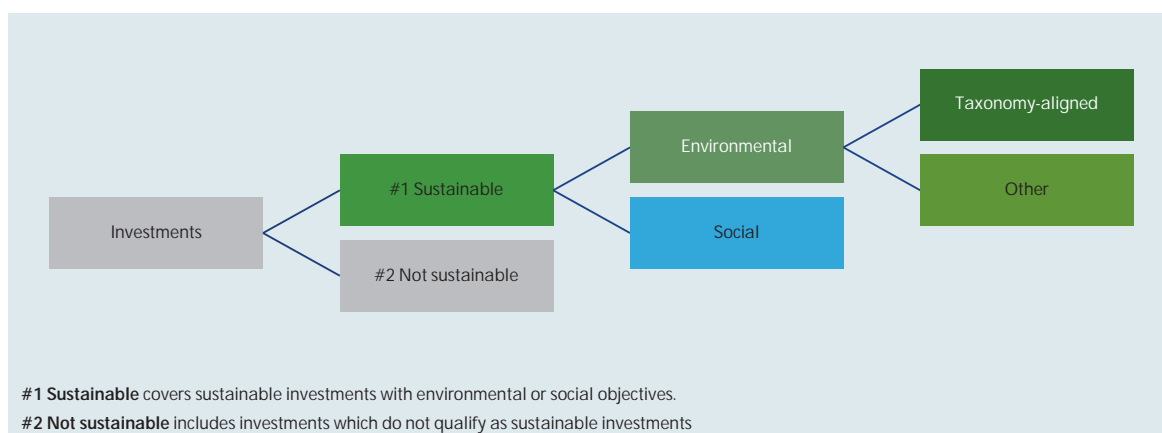 Taxonomy-aligned
Environmental
#1 Sustainable
Other
Investments
Social
#2 Not sustainable
#1 Sustainable covers sustainable investments with environmental or social objectives.
#2 Not sustainable includes investments which do not qualify as sustainable investments